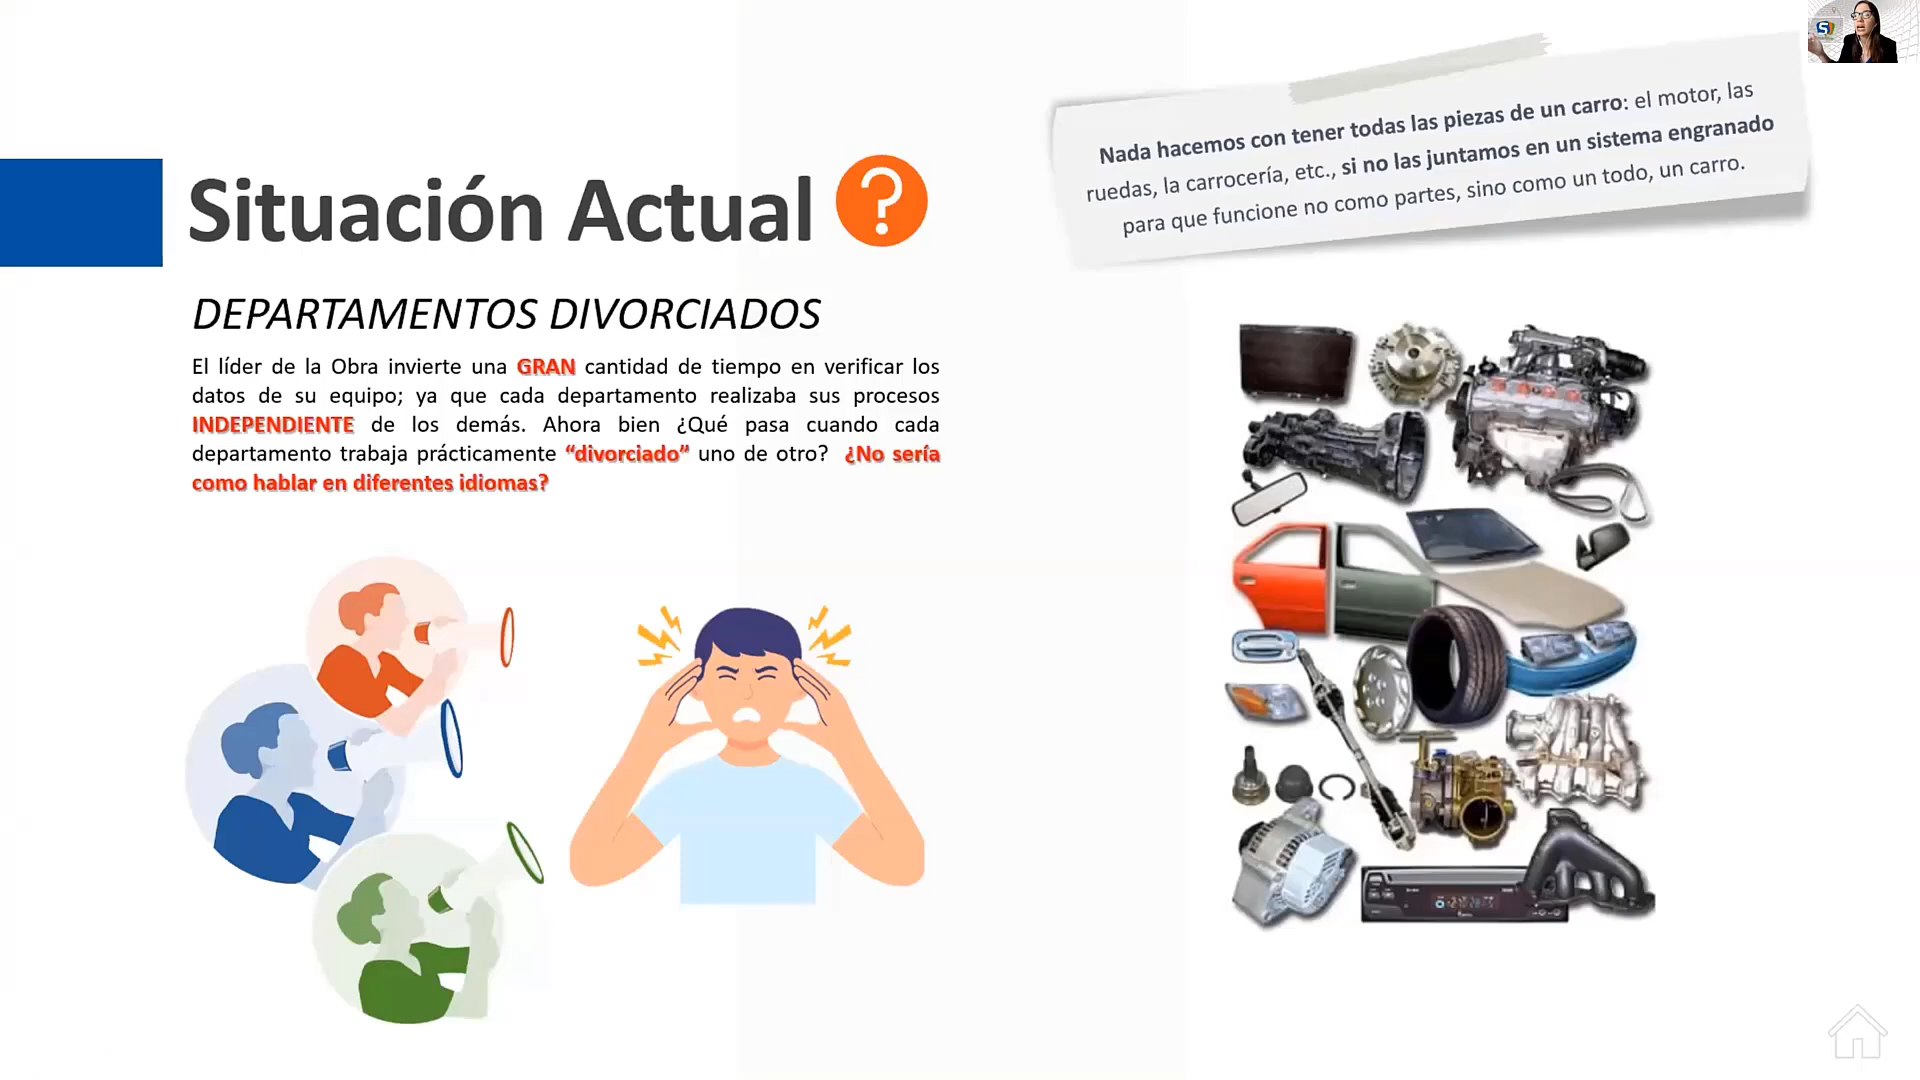 Nada hacemos con tener todas las piezas de un carro: el motor, las
ruedas, la carrocería, etc., si no las juntamos en un sistema engranado
para que funcione no como partes, sino como un todo, un carro.
Situación Actual ?
DEPARTAMENTOS DIVORCIADOS
El líder de la Obra invierte una GRAN cantidad de tiempo en verificar los
datos de su equipo; ya que cada departamento realizaba sus procesos
INDEPENDIENTE de los demás. Ahora bien ¿Qué pasa cuando cada
departamento trabaja prácticamente “divorciado” uno de otro? ¿No sería
como hablar en diferentes idiomas?